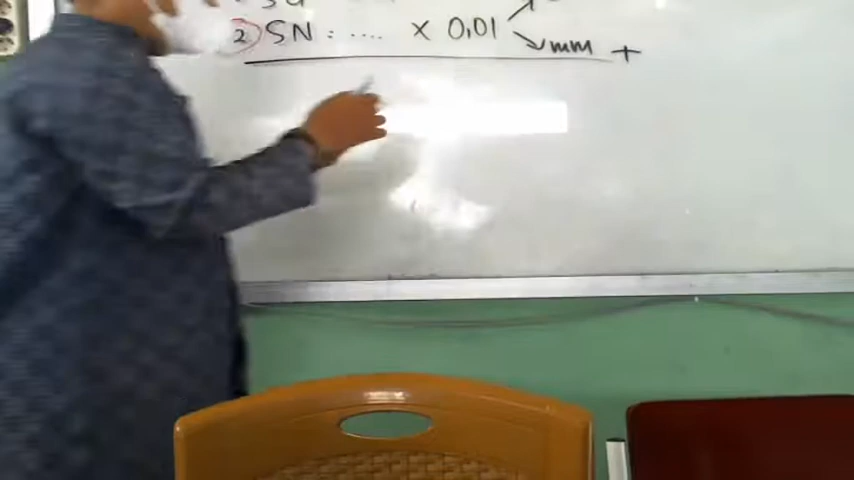 2 SN : ..... x 0,01 → mm +